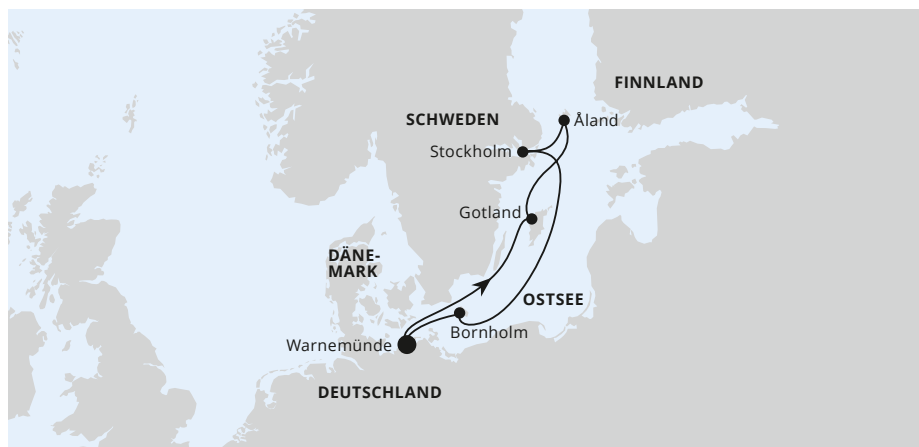 FINNLAND
SCHWEDEN
Åland
Stockholm
Gotland
DÄNE-
MARK
OSTSEE
Bornholm
Warnemünde
DEUTSCHLAND